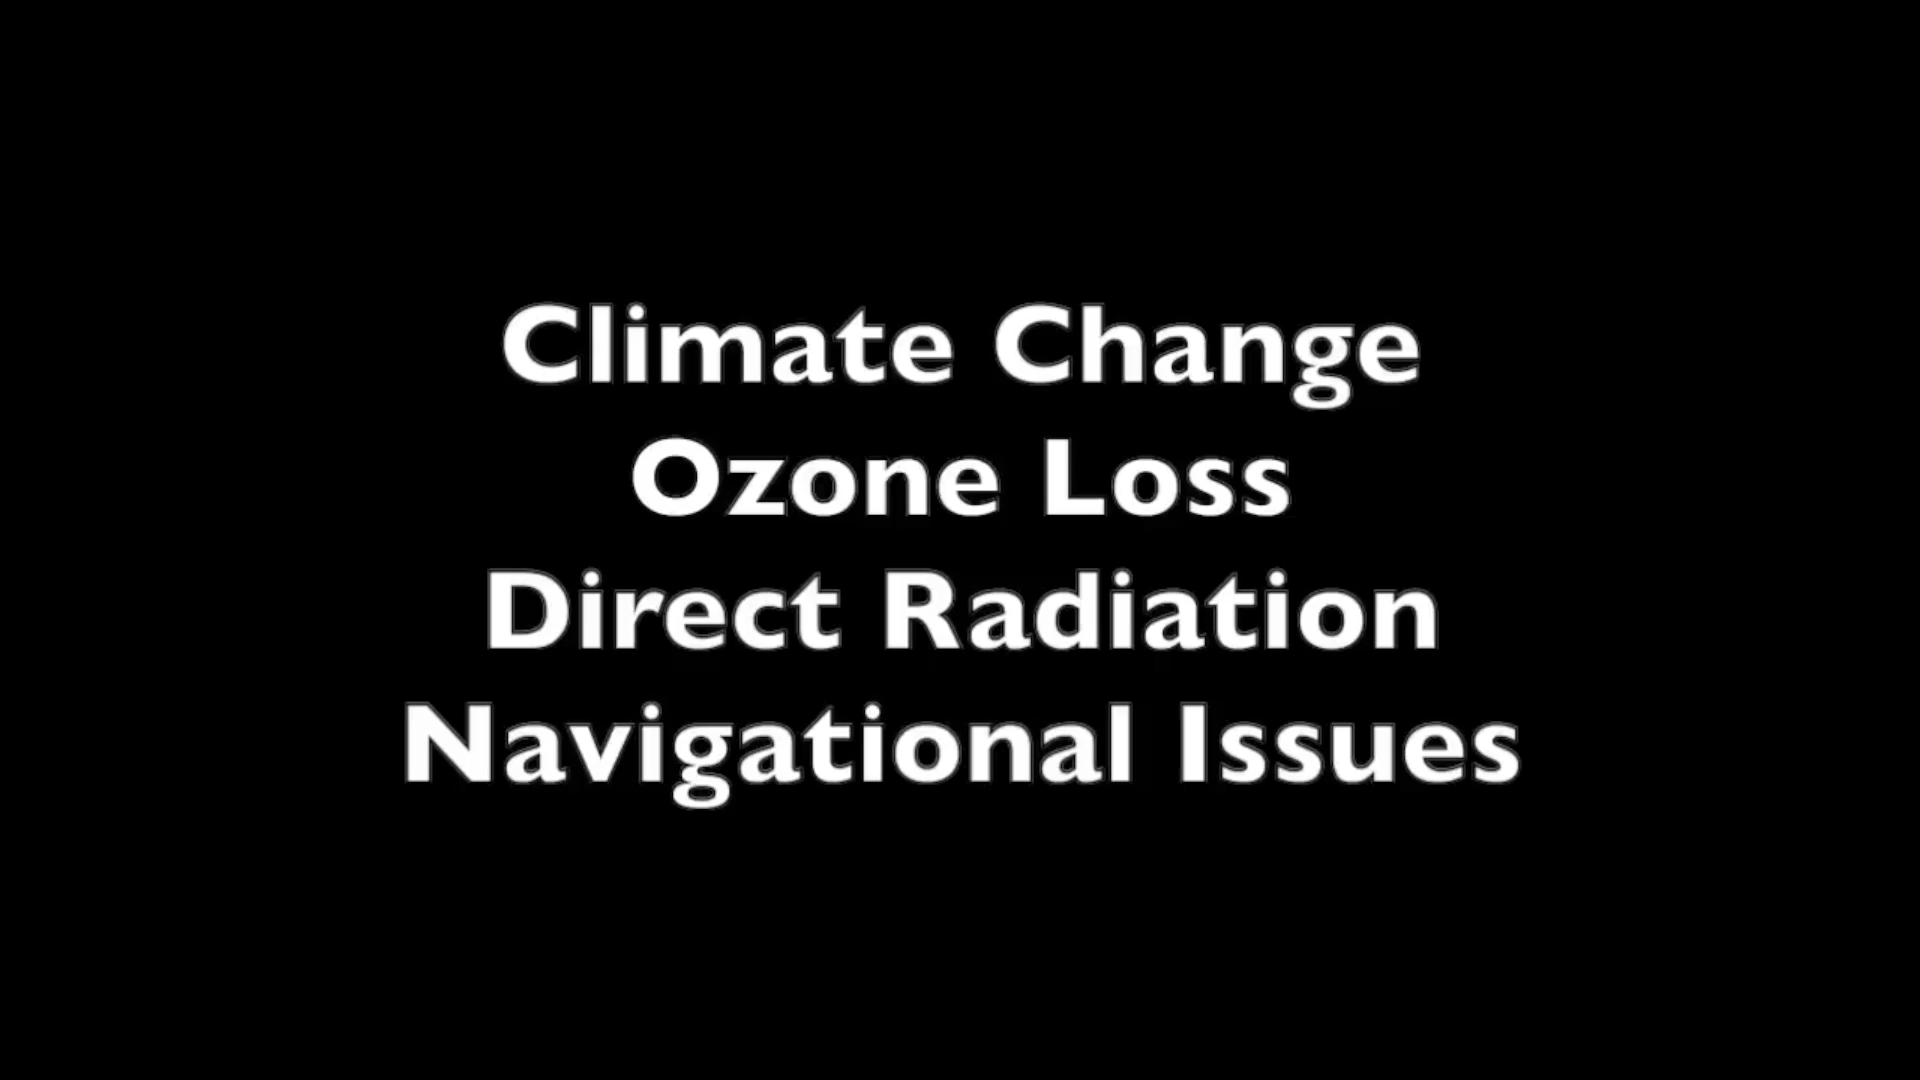 Climate Change
Ozone Loss
Direct Radiation
Navigational Issues